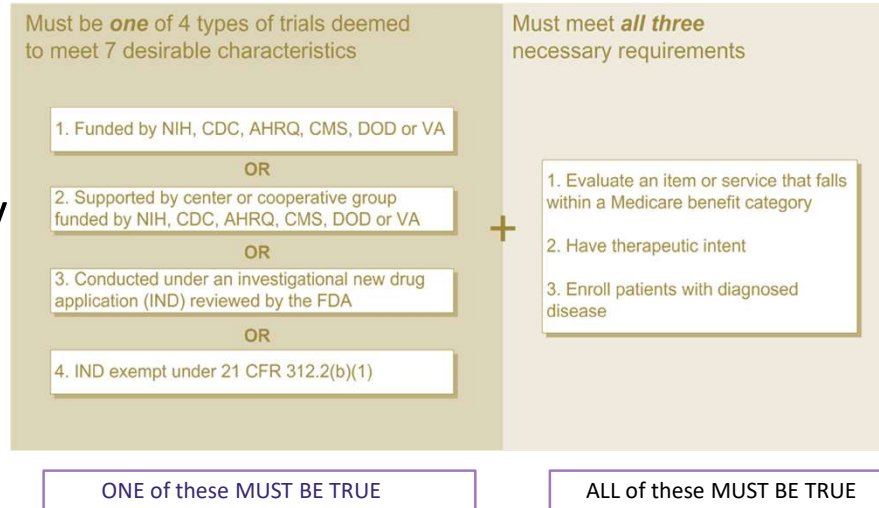 Must be one of 4 types of trials deemed
to meet 7 desirable characteristics
1. Funded by NIH, CDC, AHRQ, CMS, DOD or VA
OR
2. Supported by center or cooperative group
funded by NIH, CDC, AHRQ, CMS, DOD or VA
OR
3. Conducted under an investigational new drug
application (IND) reviewed by the FDA
OR
4. IND exempt under 21 CFR 312.2(b)(1)
+
Must meet all three
necessary requirements
1. Evaluate an item or service that falls
within a Medicare benefit category
2. Have therapeutic intent
3. Enroll patients with diagnosed
disease
ONE of these MUST BE TRUE
ALL of these MUST BE TRUE